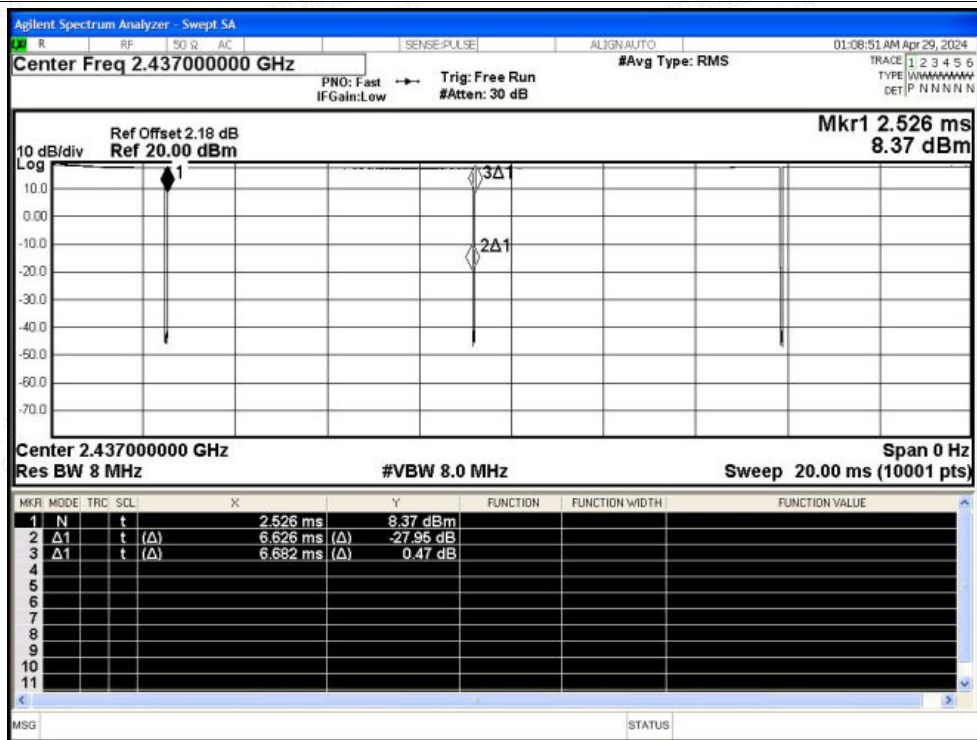 Agilent Spectrum Analyzer - Swept SA
LXI R RF 50 Ω AC SENSE:PULSE ALIGNAUTO 01:08:51 AM Apr 29, 2024
Center Freq 2.437000000 GHz #Avg Type: RMS TRACE 1 2 3 4 5 6
PNO: Fast Trig: Free Run TYPE WWWWWWW
IFGain:Low #Atten: 30 dB DET P N N N N N
Mkr1 2.526 ms
8.37 dBm
Ref Offset 2.18 dB
10 dB/div Ref 20.00 dBm
Log
1
3Δ1
10.0
0.00
2Δ1
-10.0
-20.0
-30.0
-40.0
-50.0
-60.0
-70.0
Center 2.437000000 GHz Span 0 Hz
Res BW 8 MHz #VBW 8.0 MHz Sweep 20.00 ms (10001 pts)
MKR MODE TRC SCL X Y FUNCTION FUNCTION WIDTH FUNCTION VALUE
1 N t 2.526 ms 8.37 dBm
2 Δ1 t (Δ) 6.626 ms (Δ) -27.95 dB
3 Δ1 t (Δ) 6.682 ms (Δ) 0.47 dB
4
5
6
7
8
9
10
11
MSG STATUS